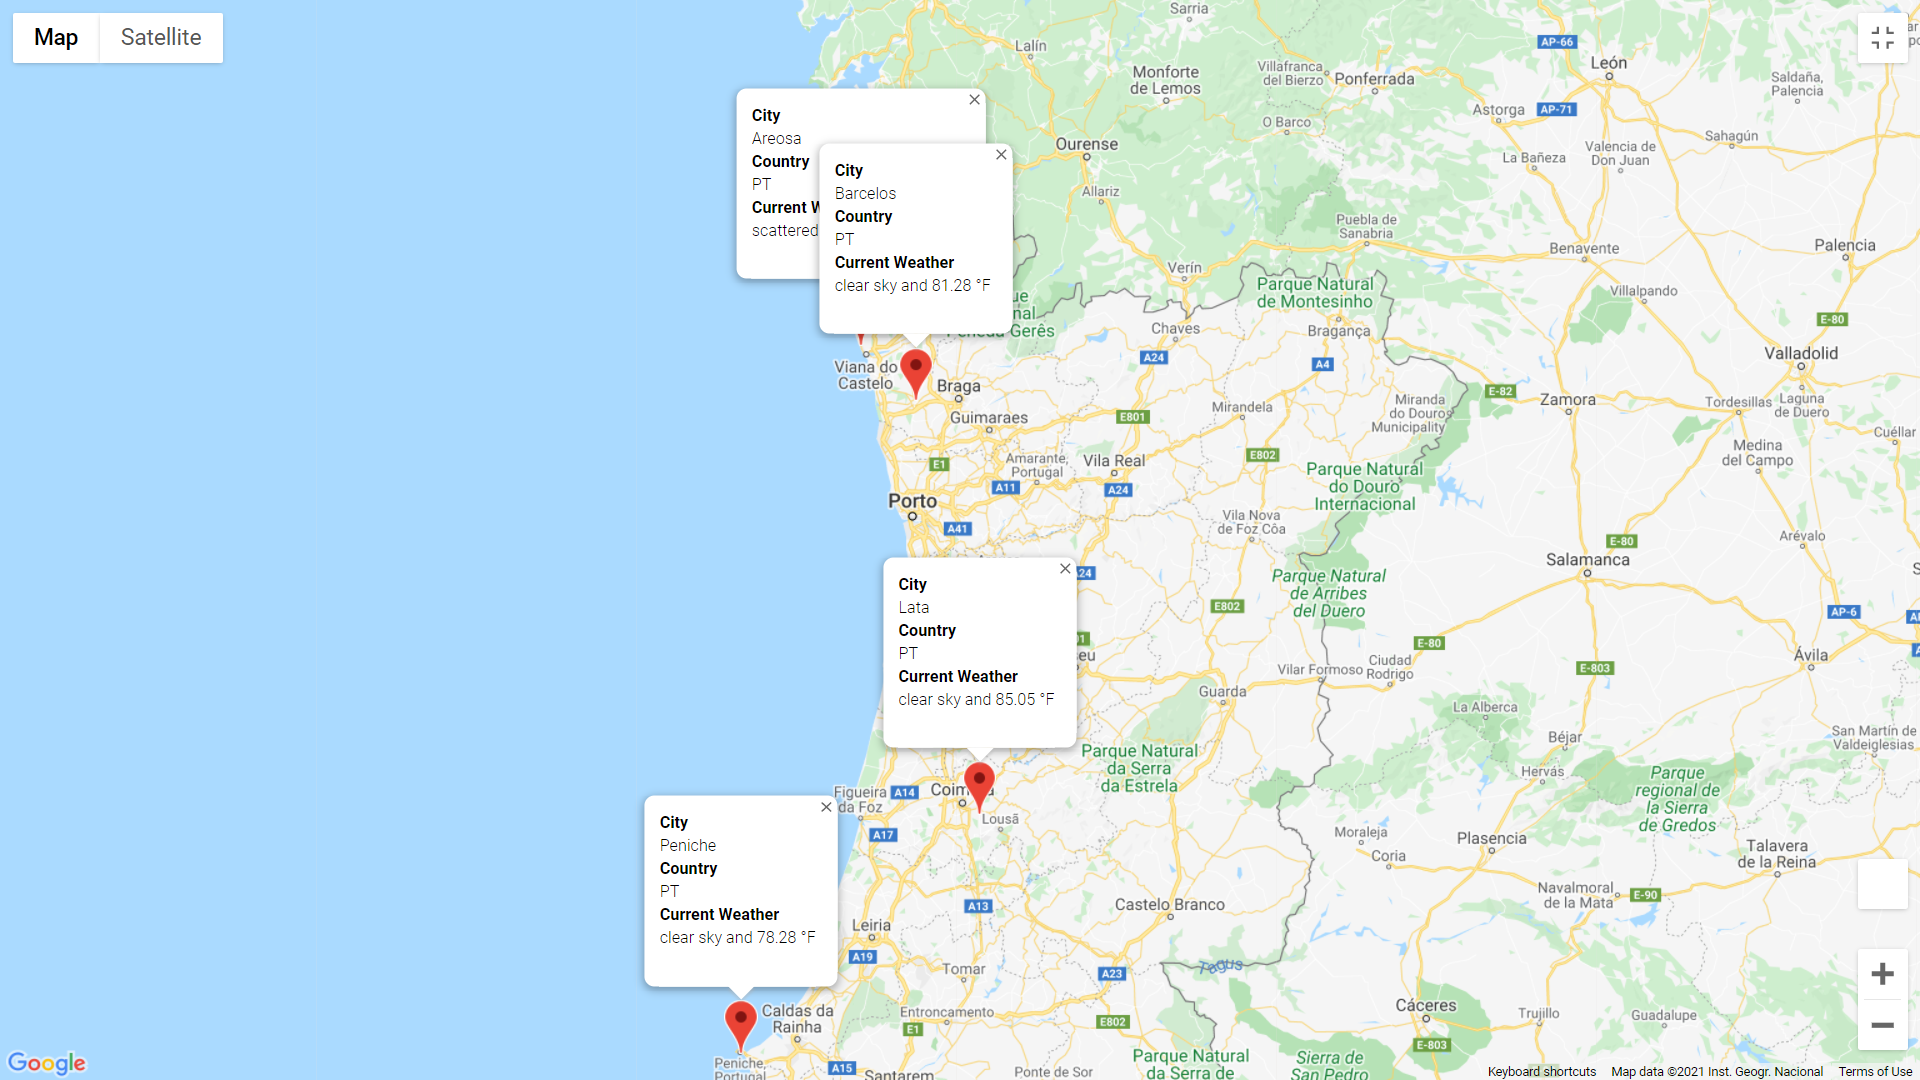 Map
Satellite
Sarria
Lalín
Monforte
de Lemos
Villafranca
del Bierzo
Ponferrada
AP-66
León
Saldaña,
Palencia
Astorga
AP-71
O Barco
Sahagún
Ourense
La Bañeza
Valencia de
Don Juan
Allariz
City
Areosa
Country
PT
Current W
scattered
City
Barcelos
Country
PT
Current Weather
clear sky and 81.28 °F
Puebla de
Sanabria
Benavente
Palencia
Verín
Parque Natural
de Montesinho
Villalpando
Gerês
Chaves
Bragança
E-80
A24
A4
Valladolid
Viana do
Castelo
Braga
E-82
Zamora
Tordesillas
Laguna
de Duero
Guimaraes
E801
Mirandela
Miranda
do Douro
Municipality
Cuéllar
Medina
del Campo
E1
Amarante,
Portugal
Vila Real
E802
Parque Natural
do Douro
Internacional
A11
A24
Porto
A41
Vila Nova
de Foz Côa
E-80
Arévalo
Salamanca
Parque Natural
de Arribes
del Duero
24
E802
AP-6
City
Lata
Country
PT
Current Weather
clear sky and 85.05 °F
E-80
Vilar Formoso
Ciudad
Rodrigo
E-803
Ávila
Guarda
La Alberca
Béjar
San Martín de
Valdeiglesias
Parque Natural
da Serra
da Estrela
Hervás
Parque
regional de
la Sierra
de Gredos
Figueira
da Foz
A14
Lousã
A17
Moraleja
Coria
Plasencia
Talavera
de la Reina
City
Peniche
Country
PT
Current Weather
clear sky and 78.28 °F
A13
Castelo Branco
Navalmoral
de la Mata
E-90
Leiria
A19
Tomar
A23
Tagus
Caldas da
Rainha
Entroncamento
E1
E802
Cáceres
Trujillo
Guadalupe
E-803
Peniche,
Portugal
A15
Santarem
Ponte de Sor
Parque Natural
da Serra de
Sierra de
San Pedro
Google
Keyboard shortcuts
Map data ©2021 Inst. Geogr. Nacional
Terms of Use